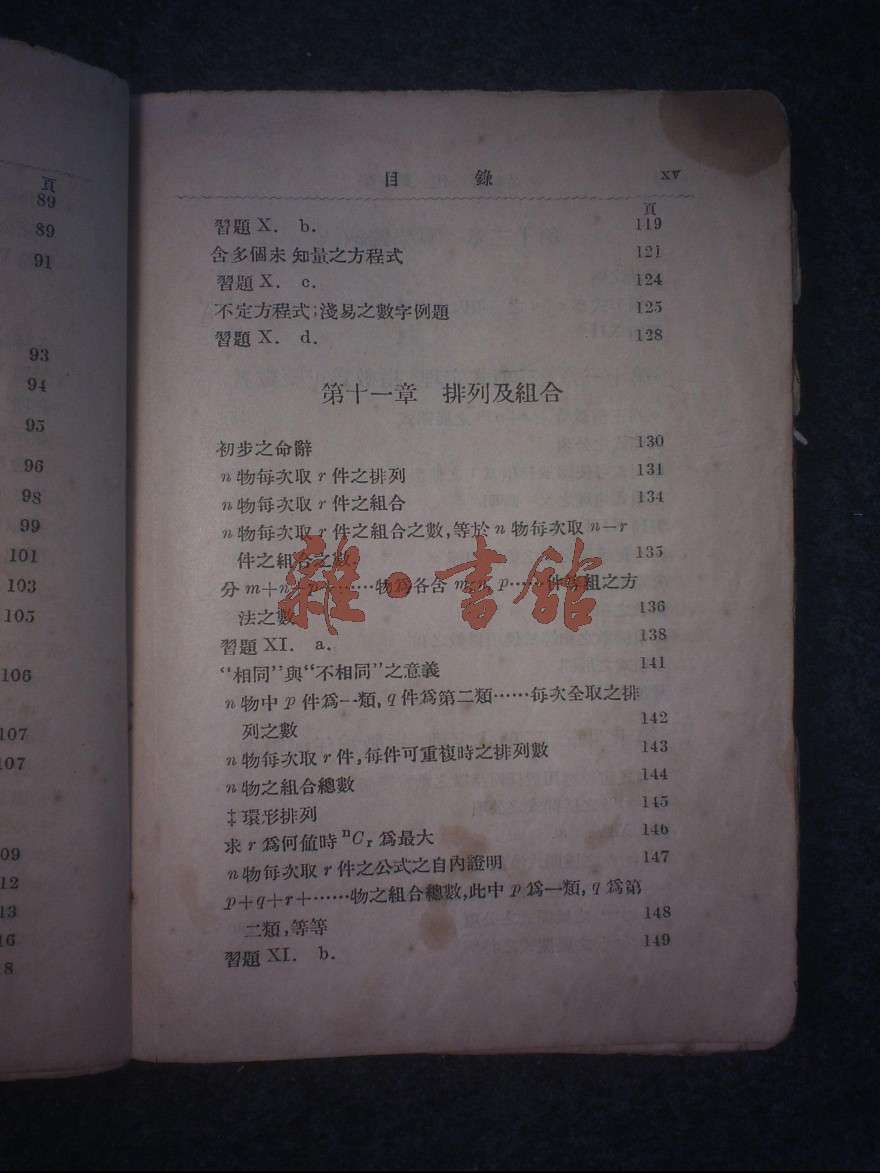 頁
89
89
91
93
94
95
96
98
99
101
103
105
106
107
107
09
12
13
16
8
目 錄 xv
頁
習題 X. b. 119
含多個未知量之方程式 121
習題 X. c. 124
不定方程式；淺易之數字例題 125
習題 X. d. 128
第十一章 排列及組合
初步之命辭 130
n物每次取 r 件之排列 131
n物每次取 r 件之組合 134
n物每次取 r 件之組合之數，等於 n 物每次取 n－r
件之組合之數. 135
分 m+n+p+……物爲各含 m, n, p……件等組之方
法之數 136
習題 XI. a. 138
“相同”與“不相同”之意義 141
n 物中 p 件爲一類，q 件爲第二類……每次全取之排
列之數 142
n 物每次取 r 件，每件可重複時之排列數 143
n 物之組合總數 144
‡環形排列 145
求 r 爲何値時 ⁿCᵣ 爲最大 146
n物每次取 r 件之公式之自內證明 147
p+q+r+……物之組合總數，此中 p 爲一類，q 爲第
二類，等等 148
習題 XI. b. 149
雜·書館